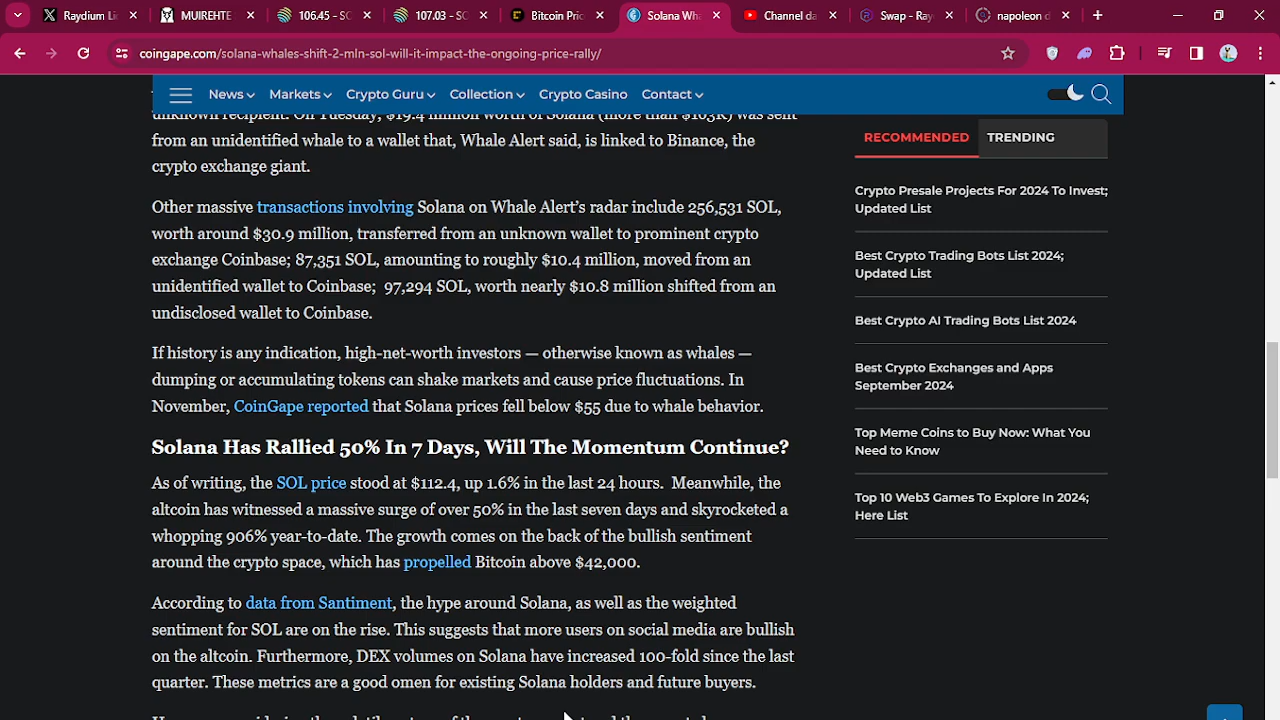 Raydium Li
MUIREHTE
106.45 - SO
107.03 - SO
Bitcoin Pric
Solana Wha
Channel da
Swap - Ray
napoleon d
coingape.com/solana-whales-shift-2-mln-sol-will-it-impact-the-ongoing-price-rally/
News
Markets
Crypto Guru
Collection
Crypto Casino
Contact
unknown recipient. On Tuesday, $19.4 million worth of Solana (more than $163K) was sent
from an unidentified whale to a wallet that, Whale Alert said, is linked to Binance, the
crypto exchange giant.
Other massive transactions involving Solana on Whale Alert's radar include 256,531 SOL,
worth around $30.9 million, transferred from an unknown wallet to prominent crypto
exchange Coinbase; 87,351 SOL, amounting to roughly $10.4 million, moved from an
unidentified wallet to Coinbase; 97,294 SOL, worth nearly $10.8 million shifted from an
undisclosed wallet to Coinbase.
If history is any indication, high-net-worth investors — otherwise known as whales —
dumping or accumulating tokens can shake markets and cause price fluctuations. In
November, CoinGape reported that Solana prices fell below $55 due to whale behavior.
Solana Has Rallied 50% In 7 Days, Will The Momentum Continue?
As of writing, the SOL price stood at $112.4, up 1.6% in the last 24 hours. Meanwhile, the
altcoin has witnessed a massive surge of over 50% in the last seven days and skyrocketed a
whopping 906% year-to-date. The growth comes on the back of the bullish sentiment
around the crypto space, which has propelled Bitcoin above $42,000.
According to data from Santiment, the hype around Solana, as well as the weighted
sentiment for SOL are on the rise. This suggests that more users on social media are bullish
on the altcoin. Furthermore, DEX volumes on Solana have increased 100-fold since the last
quarter. These metrics are a good omen for existing Solana holders and future buyers.
RECOMMENDED
TRENDING
Crypto Presale Projects For 2024 To Invest;
Updated List
Best Crypto Trading Bots List 2024;
Updated List
Best Crypto AI Trading Bots List 2024
Best Crypto Exchanges and Apps
September 2024
Top Meme Coins to Buy Now: What You
Need to Know
Top 10 Web3 Games To Explore In 2024;
Here List